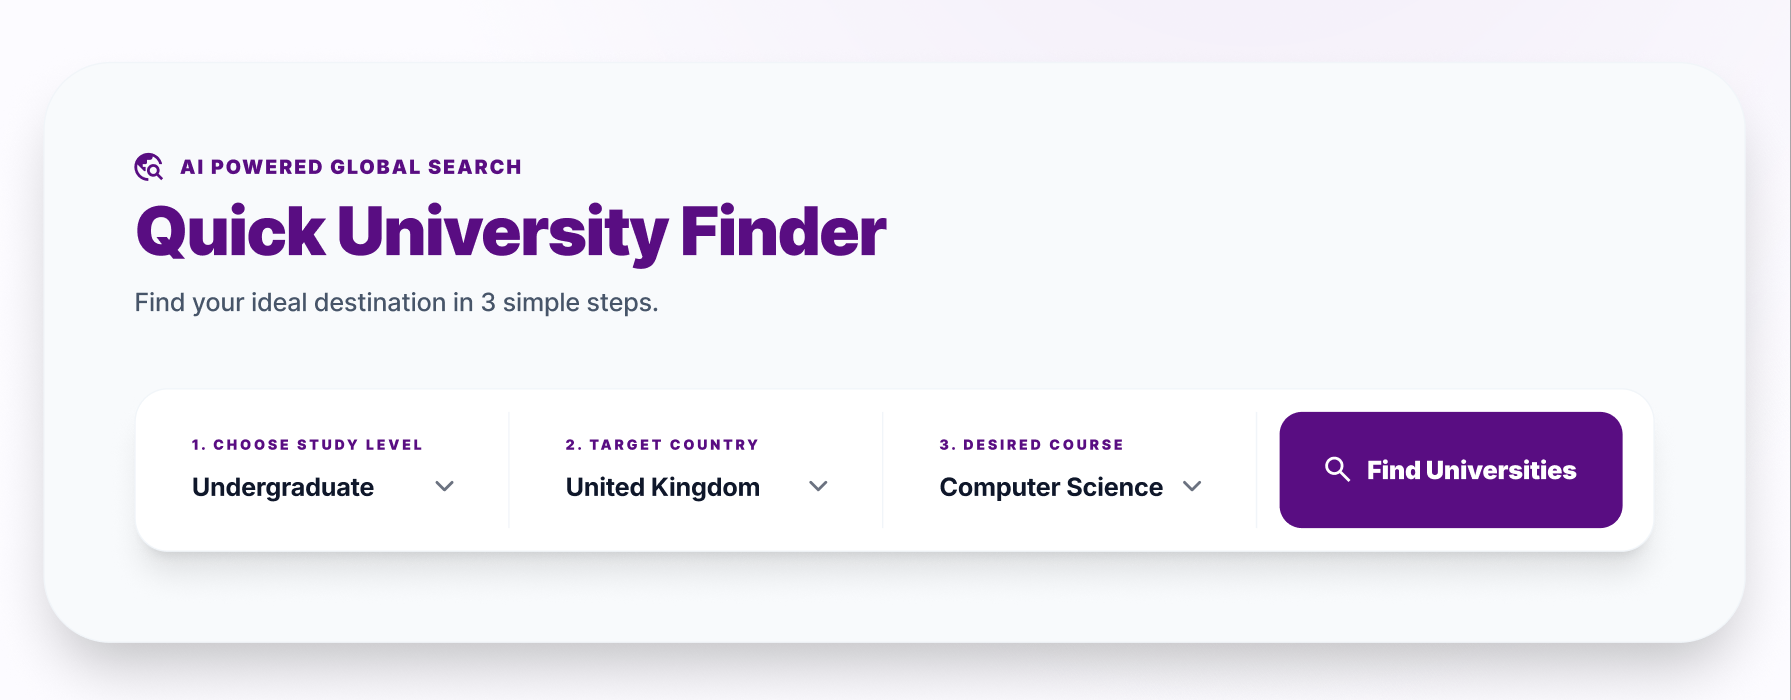 AI POWERED GLOBAL SEARCH
Quick University Finder
Find your ideal destination in 3 simple steps.
1. CHOOSE STUDY LEVEL
Undergraduate
2. TARGET COUNTRY
United Kingdom
3. DESIRED COURSE
Computer Science
Find Universities